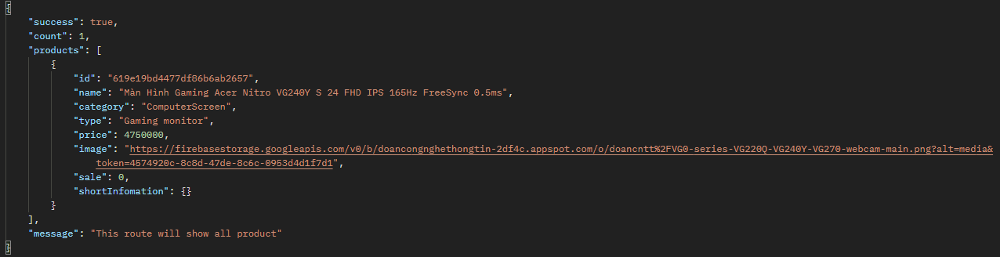 {
"success": true,
"count": 1,
"products": [
{
"id": "619e19bd4477df86b6ab2657",
"name": "Màn Hình Gaming Acer Nitro VG240Y S 24 FHD IPS 165Hz FreeSync 0.5ms",
"category": "ComputerScreen",
"type": "Gaming monitor",
"price": 4750000,
"image": "https://firebasestorage.googleapis.com/v0/b/doancongnghethongtin-2df4c.appspot.com/o/doancntt%2FVG0-series-VG220Q-VG240Y-VG270-webcam-main.png?alt=media&
token=4574920c-8c8d-47de-8c6c-0953d4d1f7d1",
"sale": 0,
"shortInfomation": {}
}
],
"message": "This route will show all product"
}